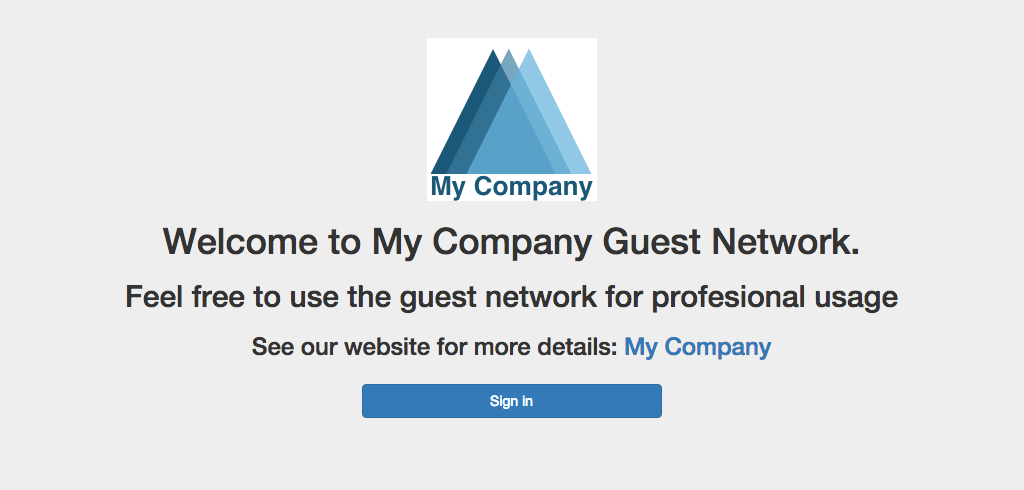 My Company
Welcome to My Company Guest Network.
Feel free to use the guest network for profesional usage
See our website for more details: My Company
Sign in